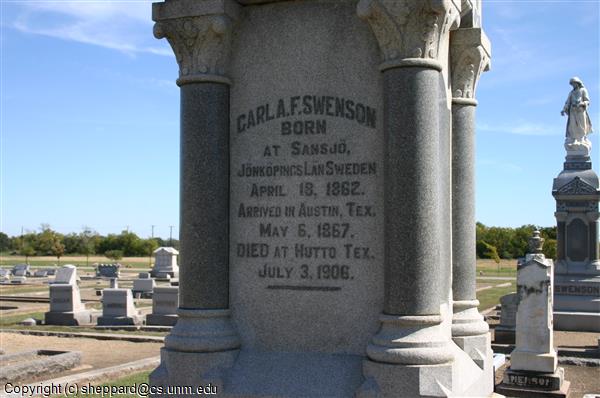 CARL A.F. SWENSON
BORN
AT SANSJÖ,
JÖNKÖPINGS LÄN SWEDEN
APRIL 18, 1862.
ARRIVED IN AUSTIN, TEX.
MAY 6, 1867.
DIED AT HUTTO TEX.
JULY 3, 1906.
SWENSON
NELSON
Copyright (c) sheppard@cs.unm.edu